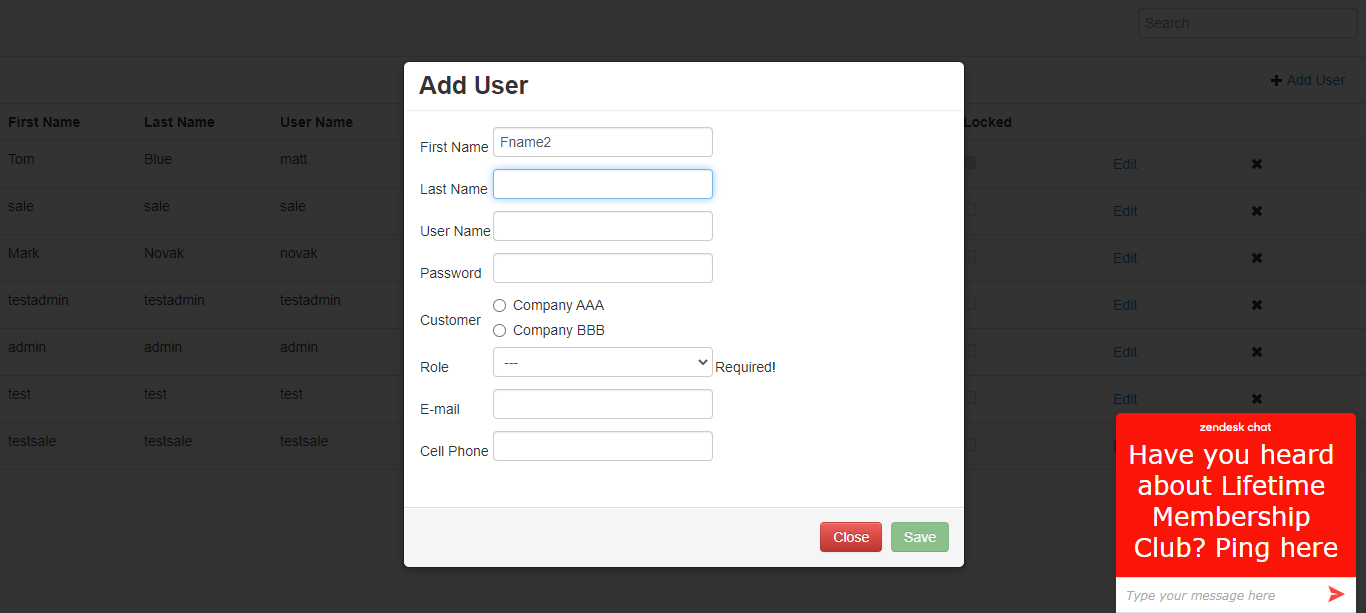 Search
Add User
Add User
First Name Last Name User Name Locked
Tom Blue matt Edit
sale sale sale Edit
Mark Novak novak Edit
testadmin testadmin testadmin Edit
admin admin admin Edit
test test test Edit
testsale testsale testsale
First Name Fname2
Last Name
User Name
Password
Customer
Company AAA
Company BBB
Role --- Required!
E-mail
Cell Phone
Close Save
zendesk chat
Have you heard
about Lifetime
Membership
Club? Ping here
Type your message here